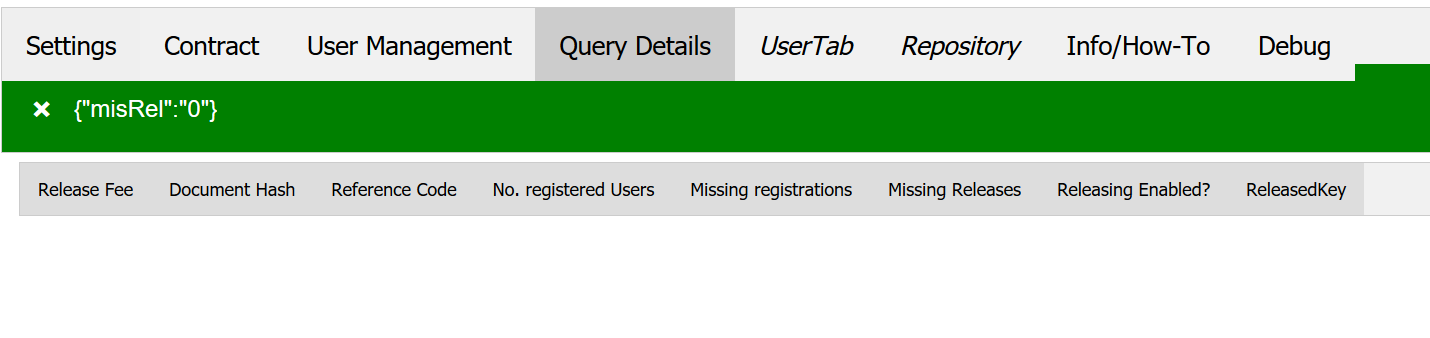 Settings Contract User Management Query Details UserTab Repository Info/How-To Debug
× {"misRel":"0"}
Release Fee Document Hash Reference Code No. registered Users Missing registrations Missing Releases Releasing Enabled? ReleasedKey